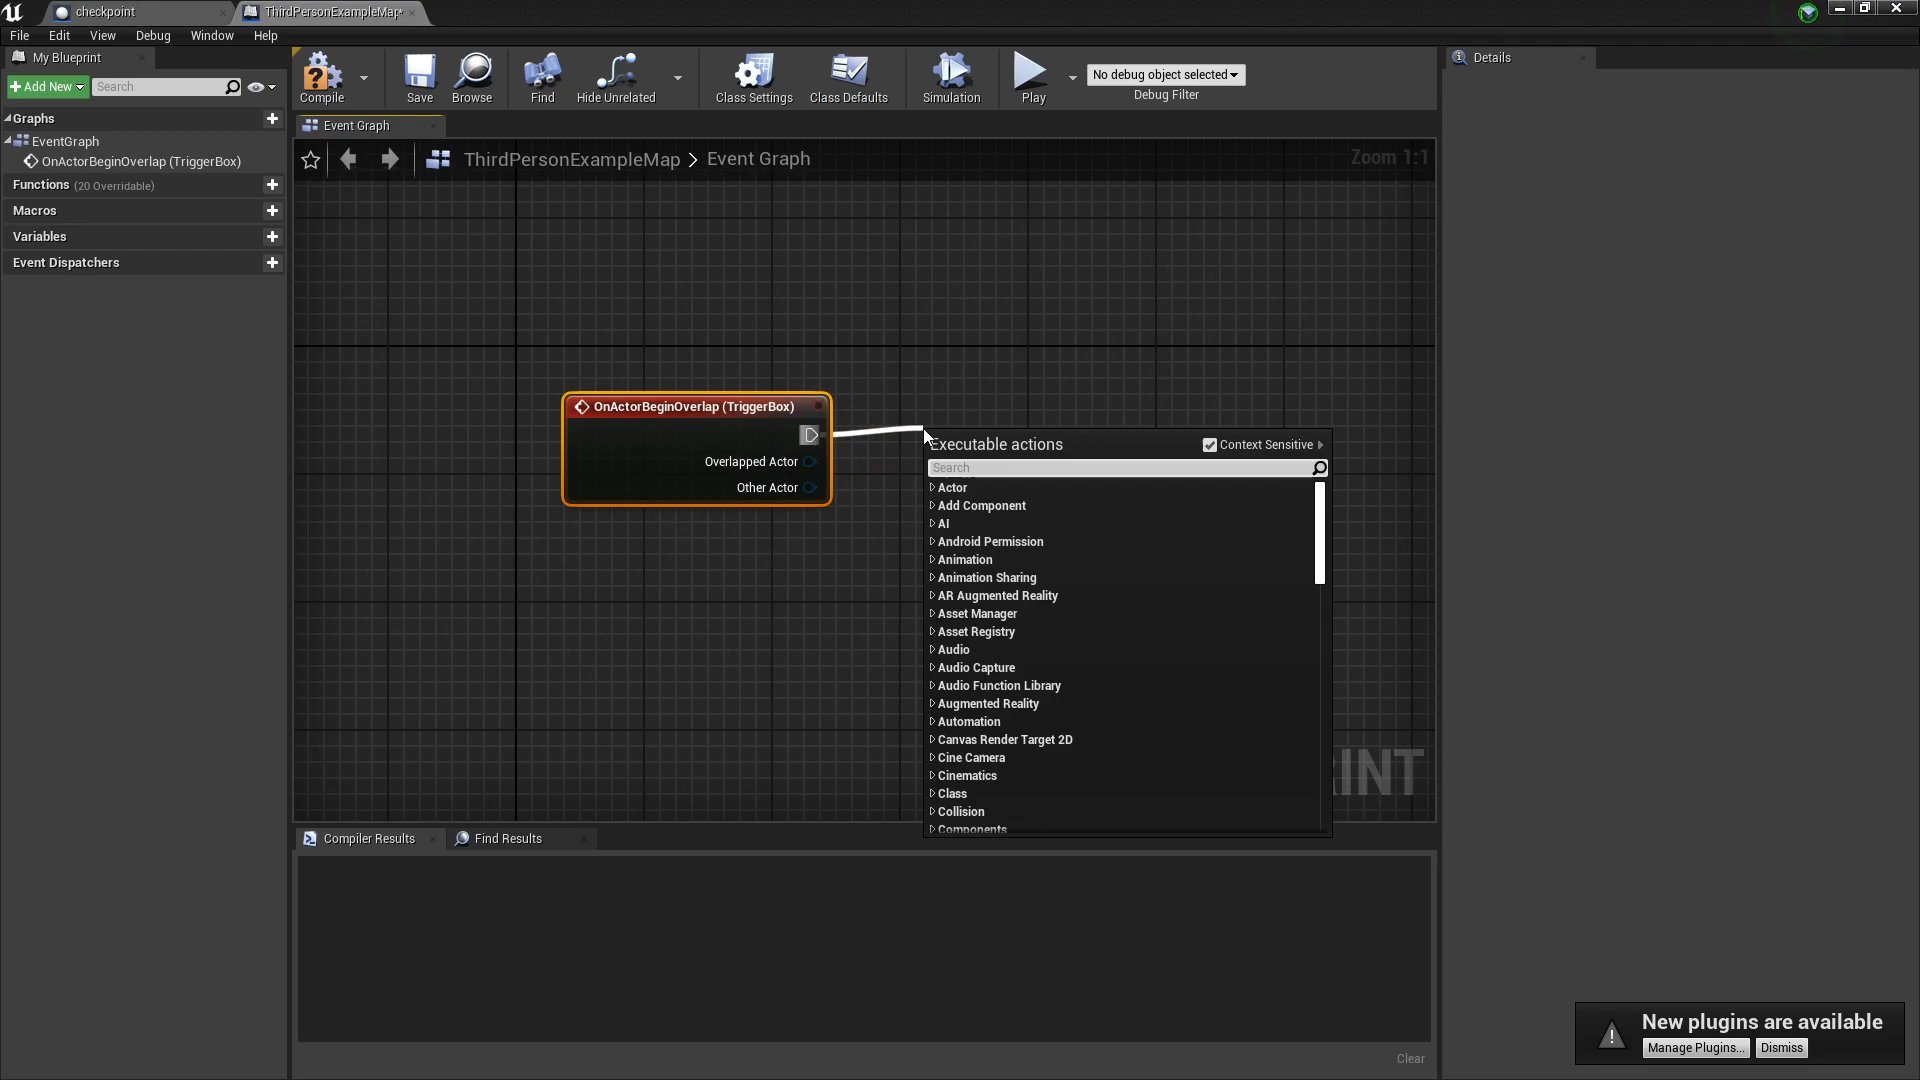 checkpoint
ThirdPersonExampleMap*
File Edit View Debug Window Help
My Blueprint
Add New
Search
Compile
Save
Browse
Find
Hide Unrelated
Class Settings
Class Defaults
Simulation
Play
No debug object selected
Debug Filter
Details
Graphs
EventGraph
OnActorBeginOverlap (TriggerBox)
Functions (20 Overridable)
Macros
Variables
Event Dispatchers
Event Graph
ThirdPersonExampleMap > Event Graph
Zoom 1:1
OnActorBeginOverlap (TriggerBox)
Overlapped Actor
Other Actor
Executable actions
Context Sensitive
Search
Actor
Add Component
AI
Android Permission
Animation
Animation Sharing
AR Augmented Reality
Asset Manager
Asset Registry
Audio
Audio Capture
Audio Function Library
Augmented Reality
Automation
Canvas Render Target 2D
Cine Camera
Cinematics
Class
Collision
Components
INT
Compiler Results
Find Results
Clear
New plugins are available
Manage Plugins...
Dismiss